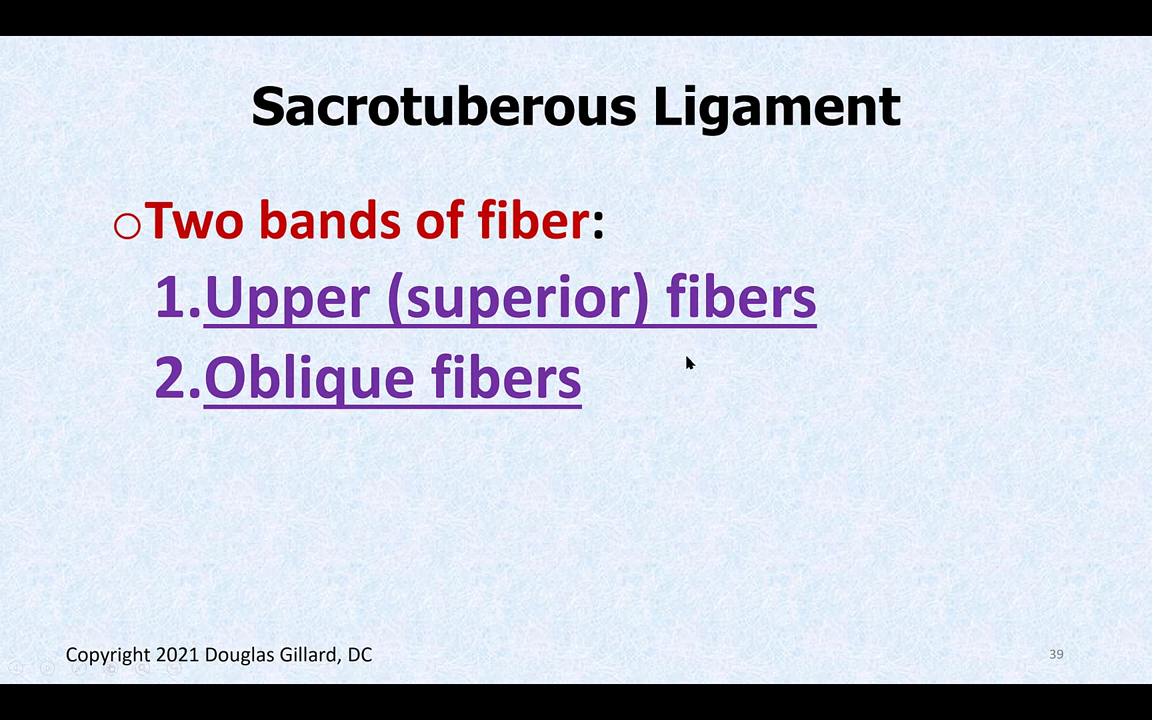 Sacrotuberous Ligament
○Two bands of fiber:
1.Upper (superior) fibers
2.Oblique fibers
Copyright 2021 Douglas Gillard, DC
39